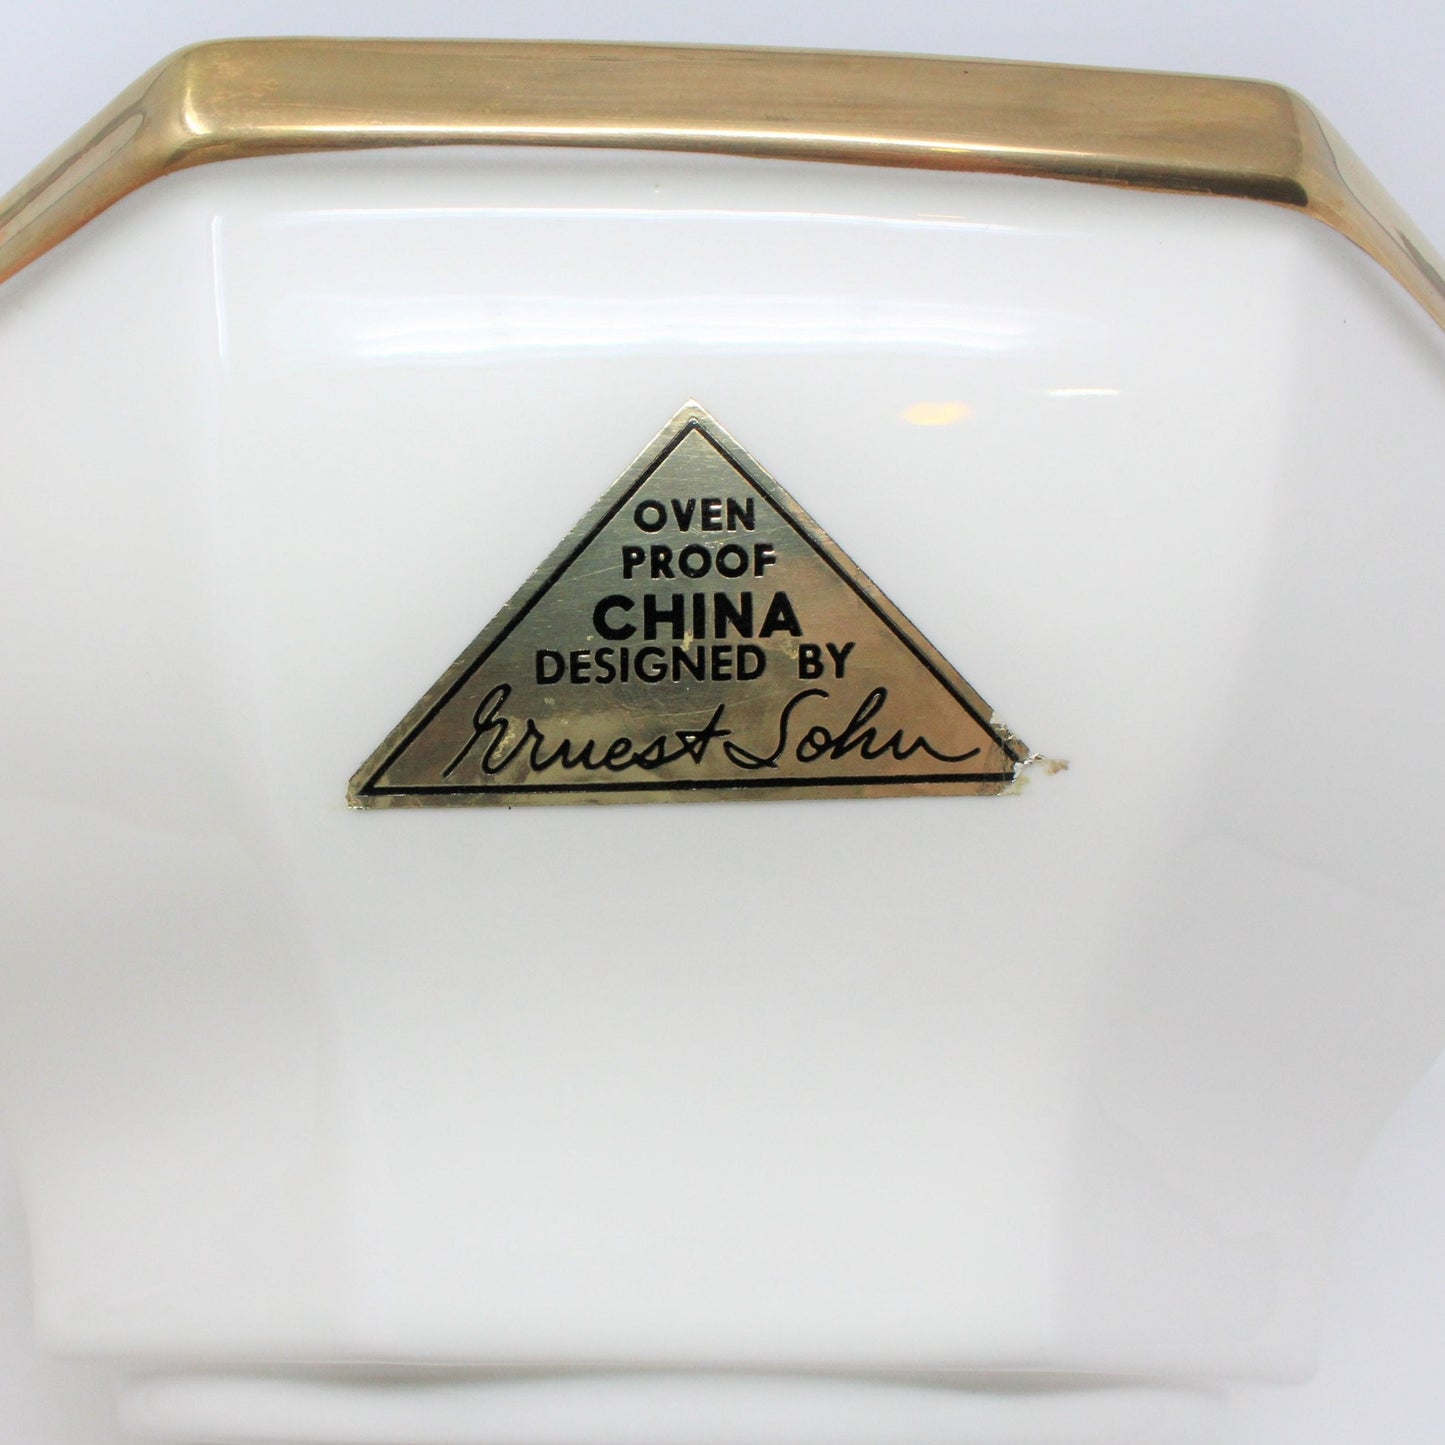 OVEN
PROOF
CHINA
DESIGNED BY
Ernest Sohn